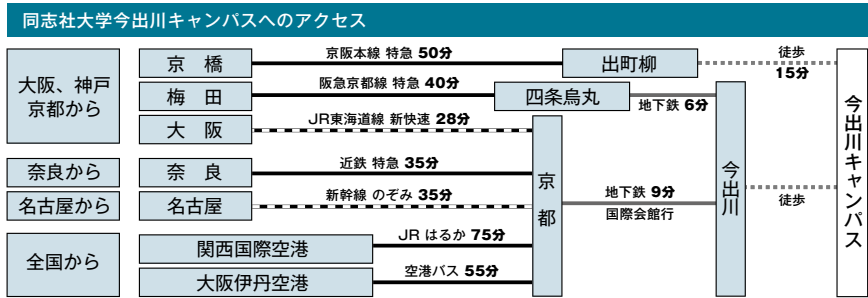 同志社大学今出川キャンパスへのアクセス
大阪、神戸
京都から
京 橋
京阪本線 特急 50分
出町柳
徒歩
15分
梅 田
阪急京都線 特急 40分
四条烏丸
地下鉄 6分
大 阪
JR東海道線 新快速 28分
奈良から
奈 良
近鉄 特急 35分
名古屋から
名古屋
新幹線 のぞみ 35分
全国から
関西国際空港
JR はるか 75分
大阪伊丹空港
空港バス 55分
京都
地下鉄 9分
国際会館行
今出川
徒歩
今出川キャンパス